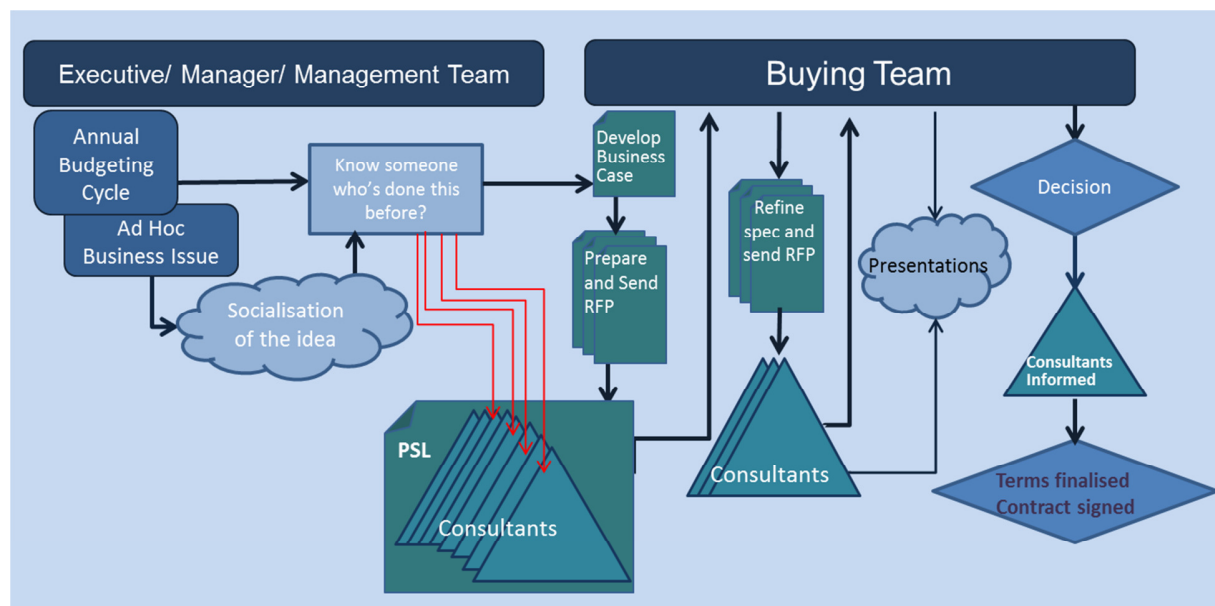 Executive/ Manager/ Management Team
Buying Team
Annual
Budgeting
Cycle
Ad Hoc
Business Issue
Socialisation
of the idea
Know someone
who's done this
before?
Develop
Business
Case
Prepare
and Send
RFP
PSL
Consultants
Refine
spec and
send RFP
Consultants
Presentations
Decision
Consultants
Informed
Terms finalised
Contract signed